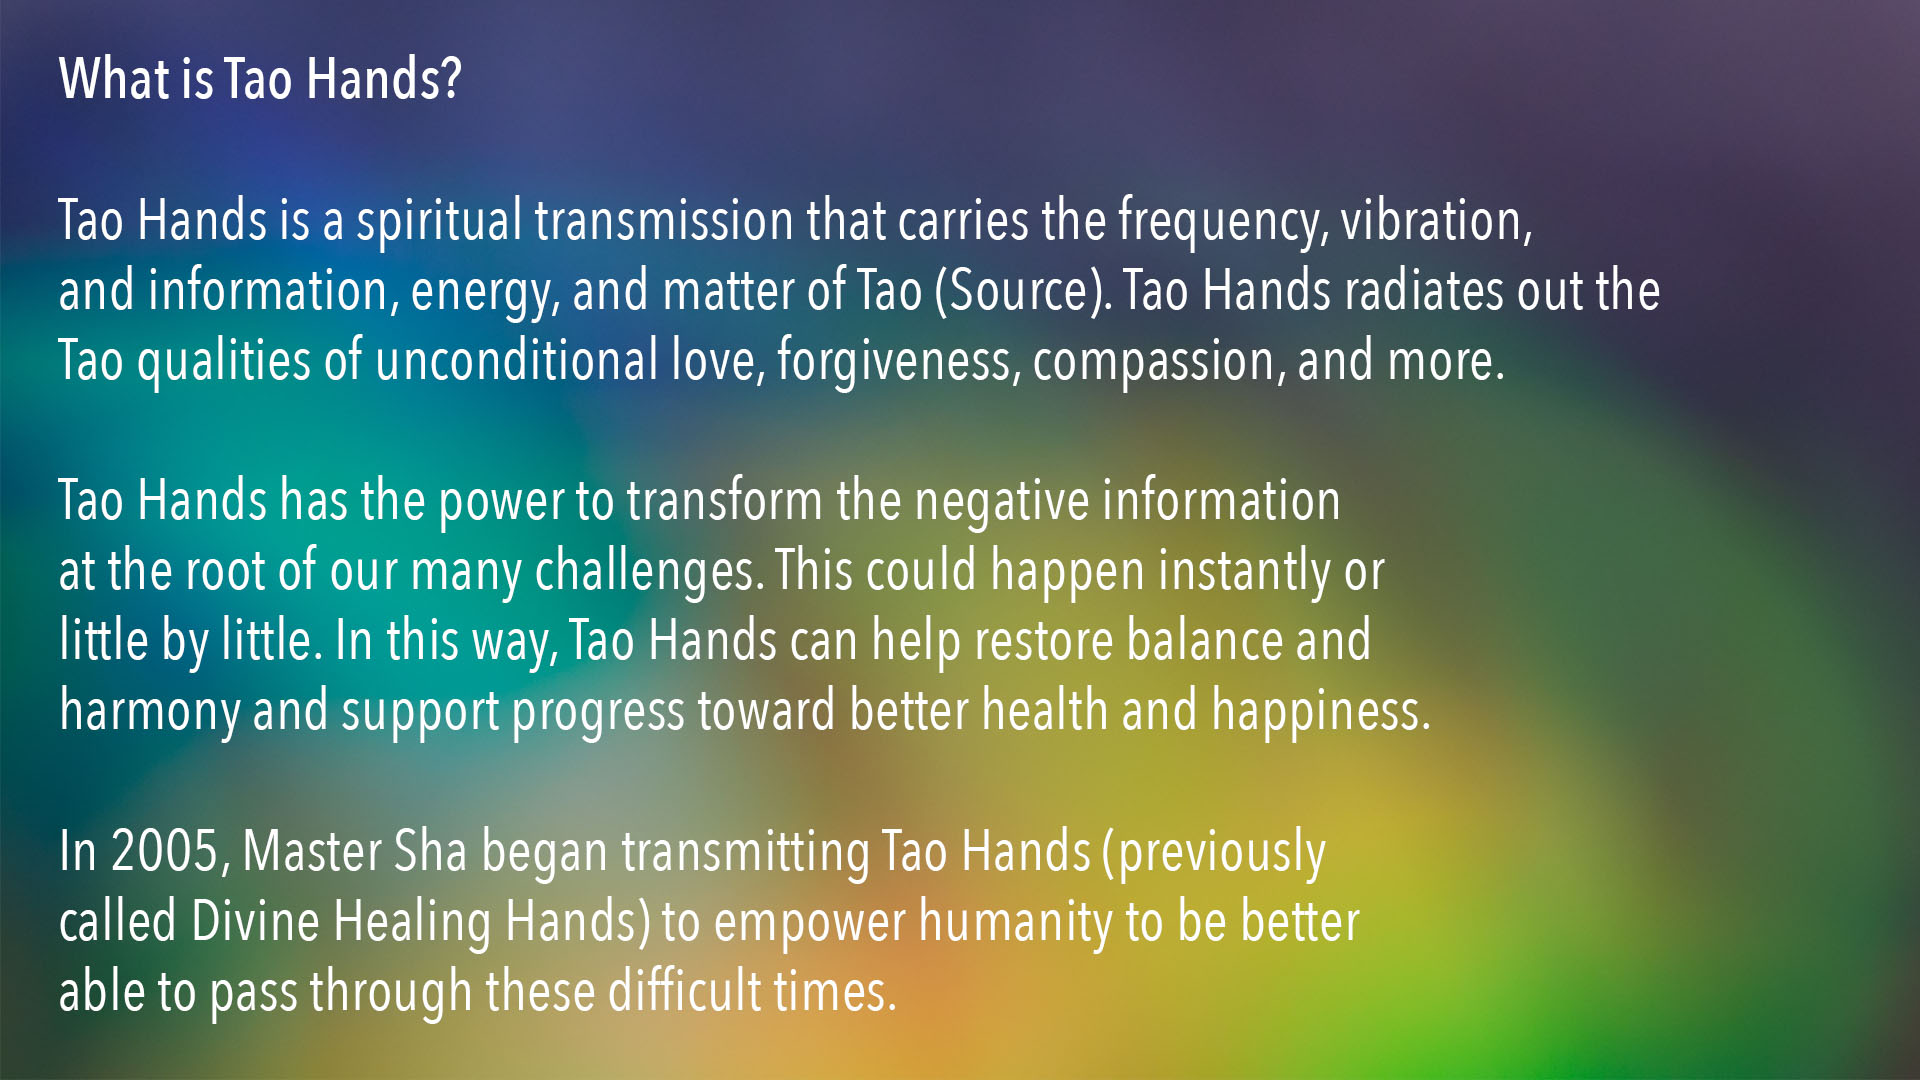 What is Tao Hands?
Tao Hands is a spiritual transmission that carries the frequency, vibration,
and information, energy, and matter of Tao (Source). Tao Hands radiates out the
Tao qualities of unconditional love, forgiveness, compassion, and more.
Tao Hands has the power to transform the negative information
at the root of our many challenges. This could happen instantly or
little by little. In this way, Tao Hands can help restore balance and
harmony and support progress toward better health and happiness.
In 2005, Master Sha began transmitting Tao Hands (previously
called Divine Healing Hands) to empower humanity to be better
able to pass through these difficult times.